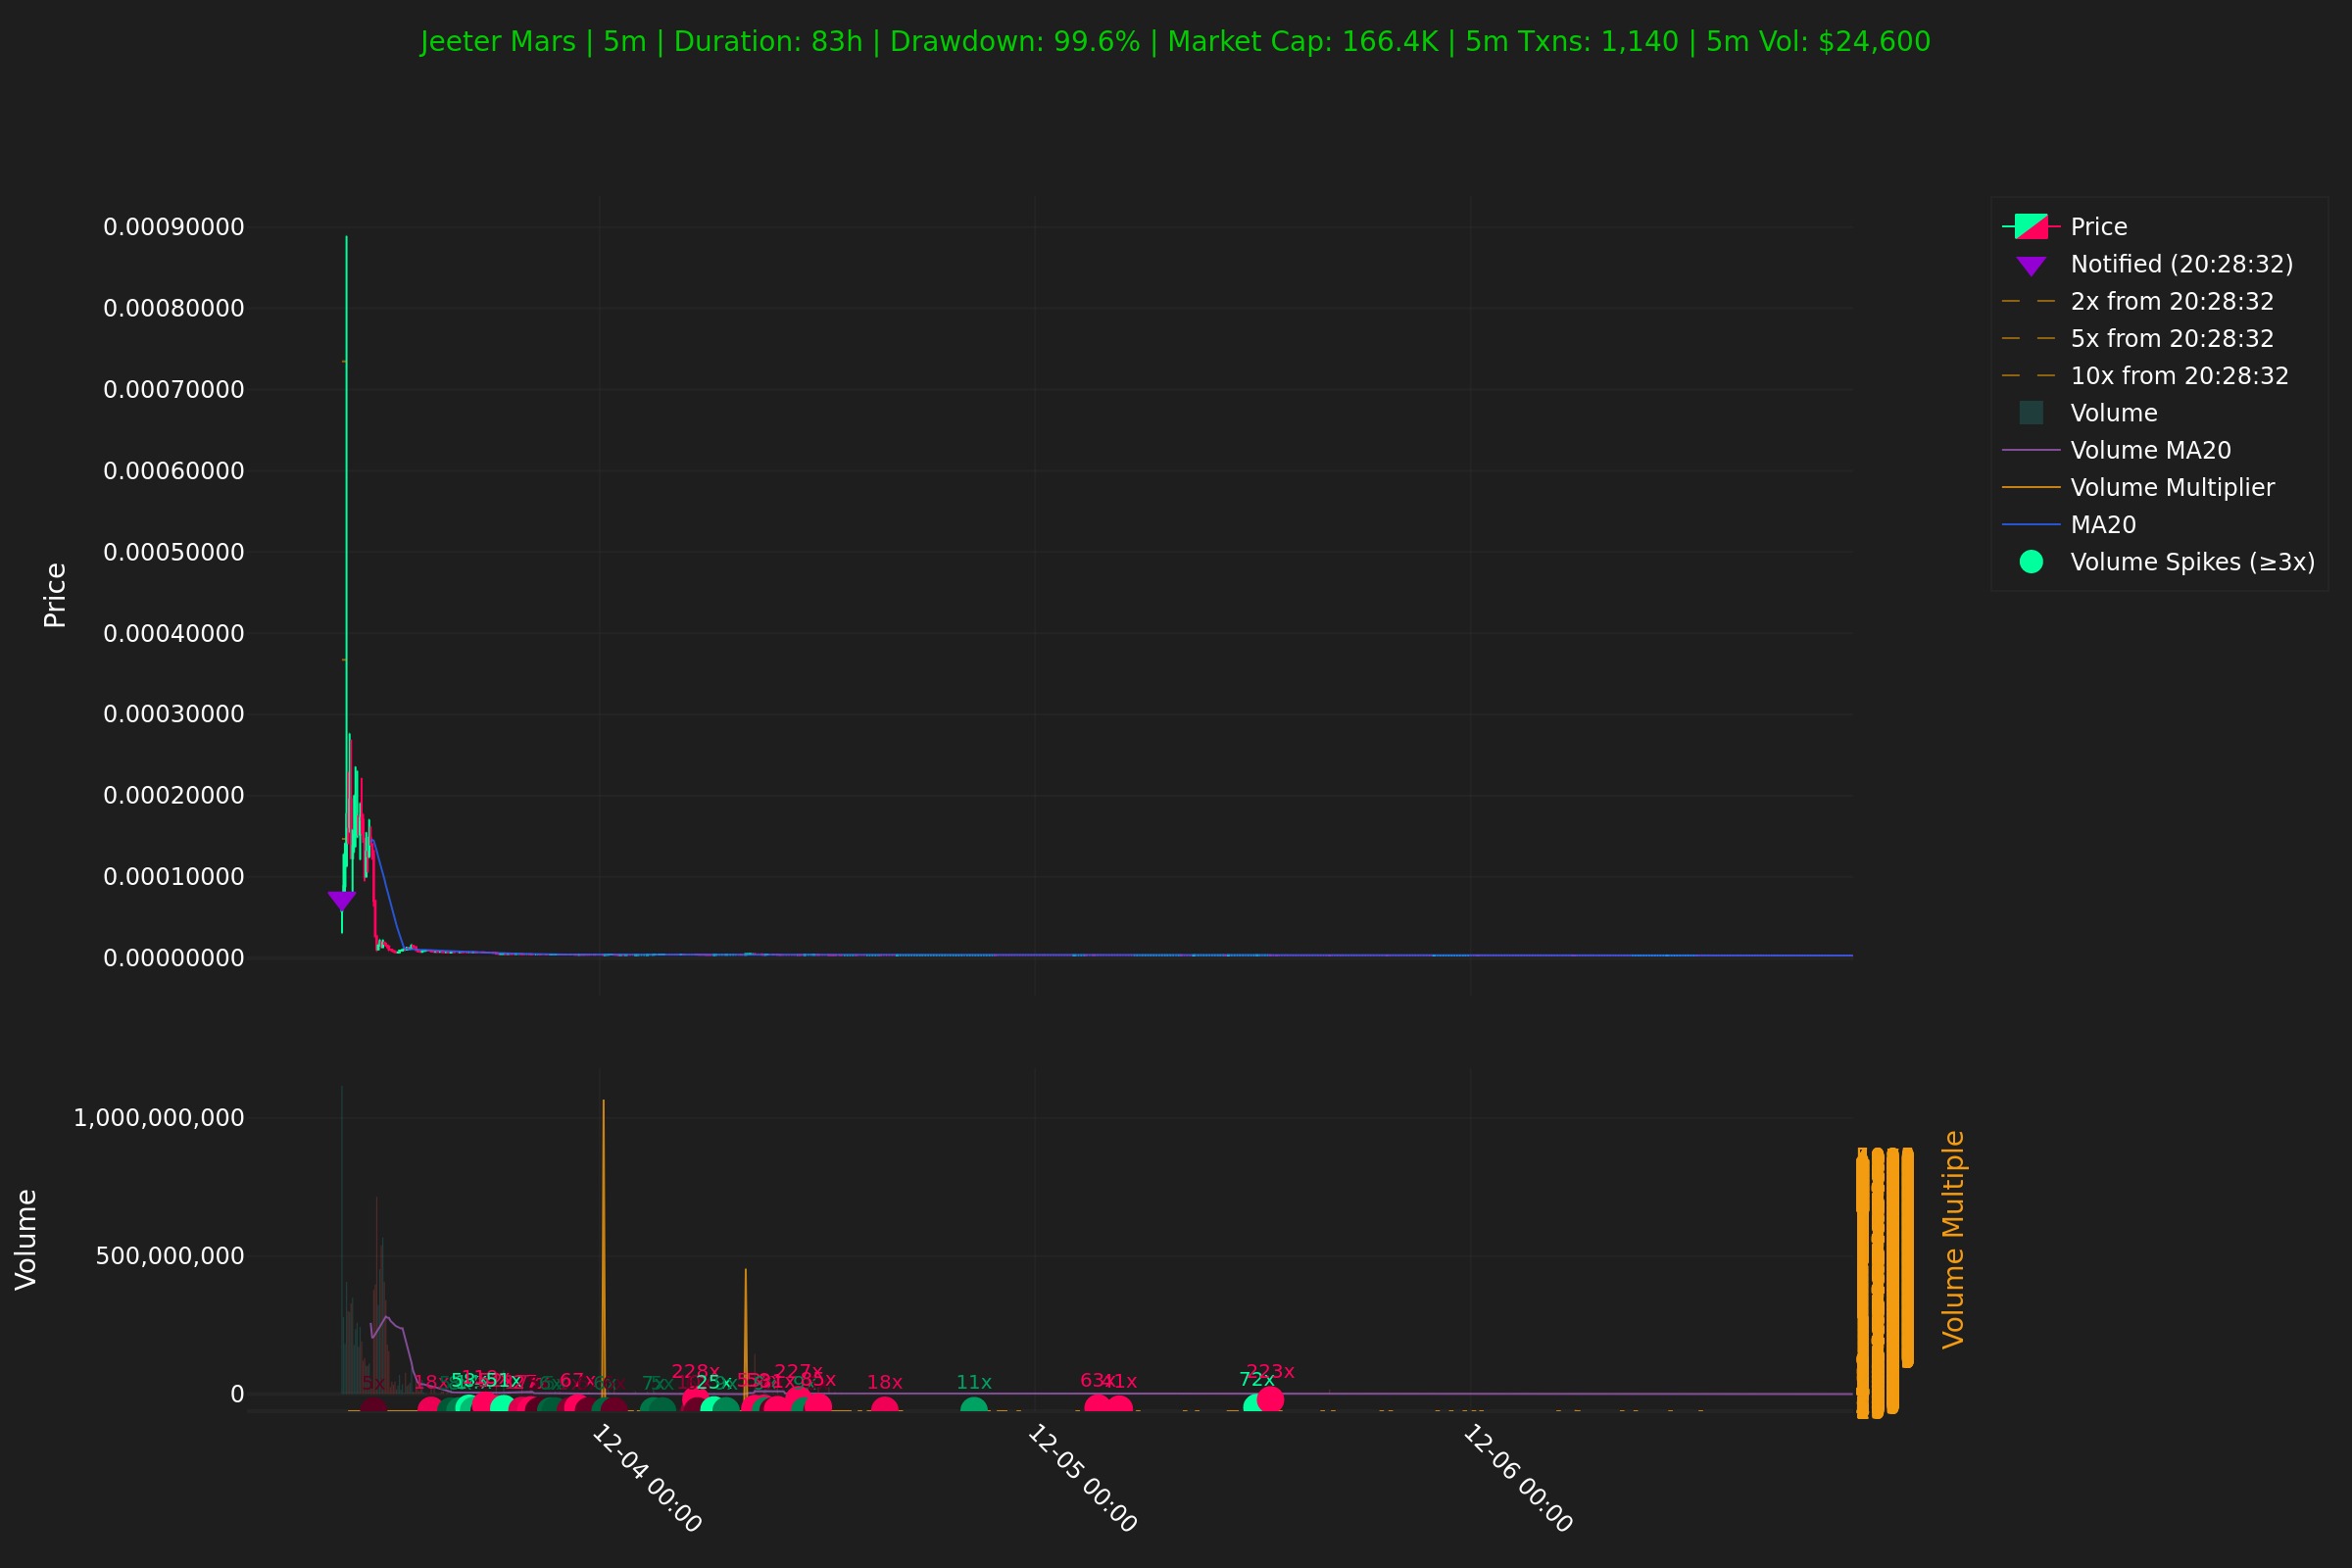 Jeeter Mars | 5m | Duration: 83h | Drawdown: 99.6% | Market Cap: 166.4K | 5m Txns: 1,140 | 5m Vol: $24,600
Price
0.00090000
0.00080000
0.00070000
0.00060000
0.00050000
0.00040000
0.00030000
0.00020000
0.00010000
0.00000000
Price
Notified (20:28:32)
2x from 20:28:32
5x from 20:28:32
10x from 20:28:32
Volume
Volume MA20
Volume Multiplier
MA20
Volume Spikes (≥3x)
Volume
1,000,000,000
500,000,000
0
5x
18x
51x
67x
228x
25x
227x
85x
18x
11x
63x
41x
72x
223x
Volume Multiple
12-04 00:00
12-05 00:00
12-06 00:00